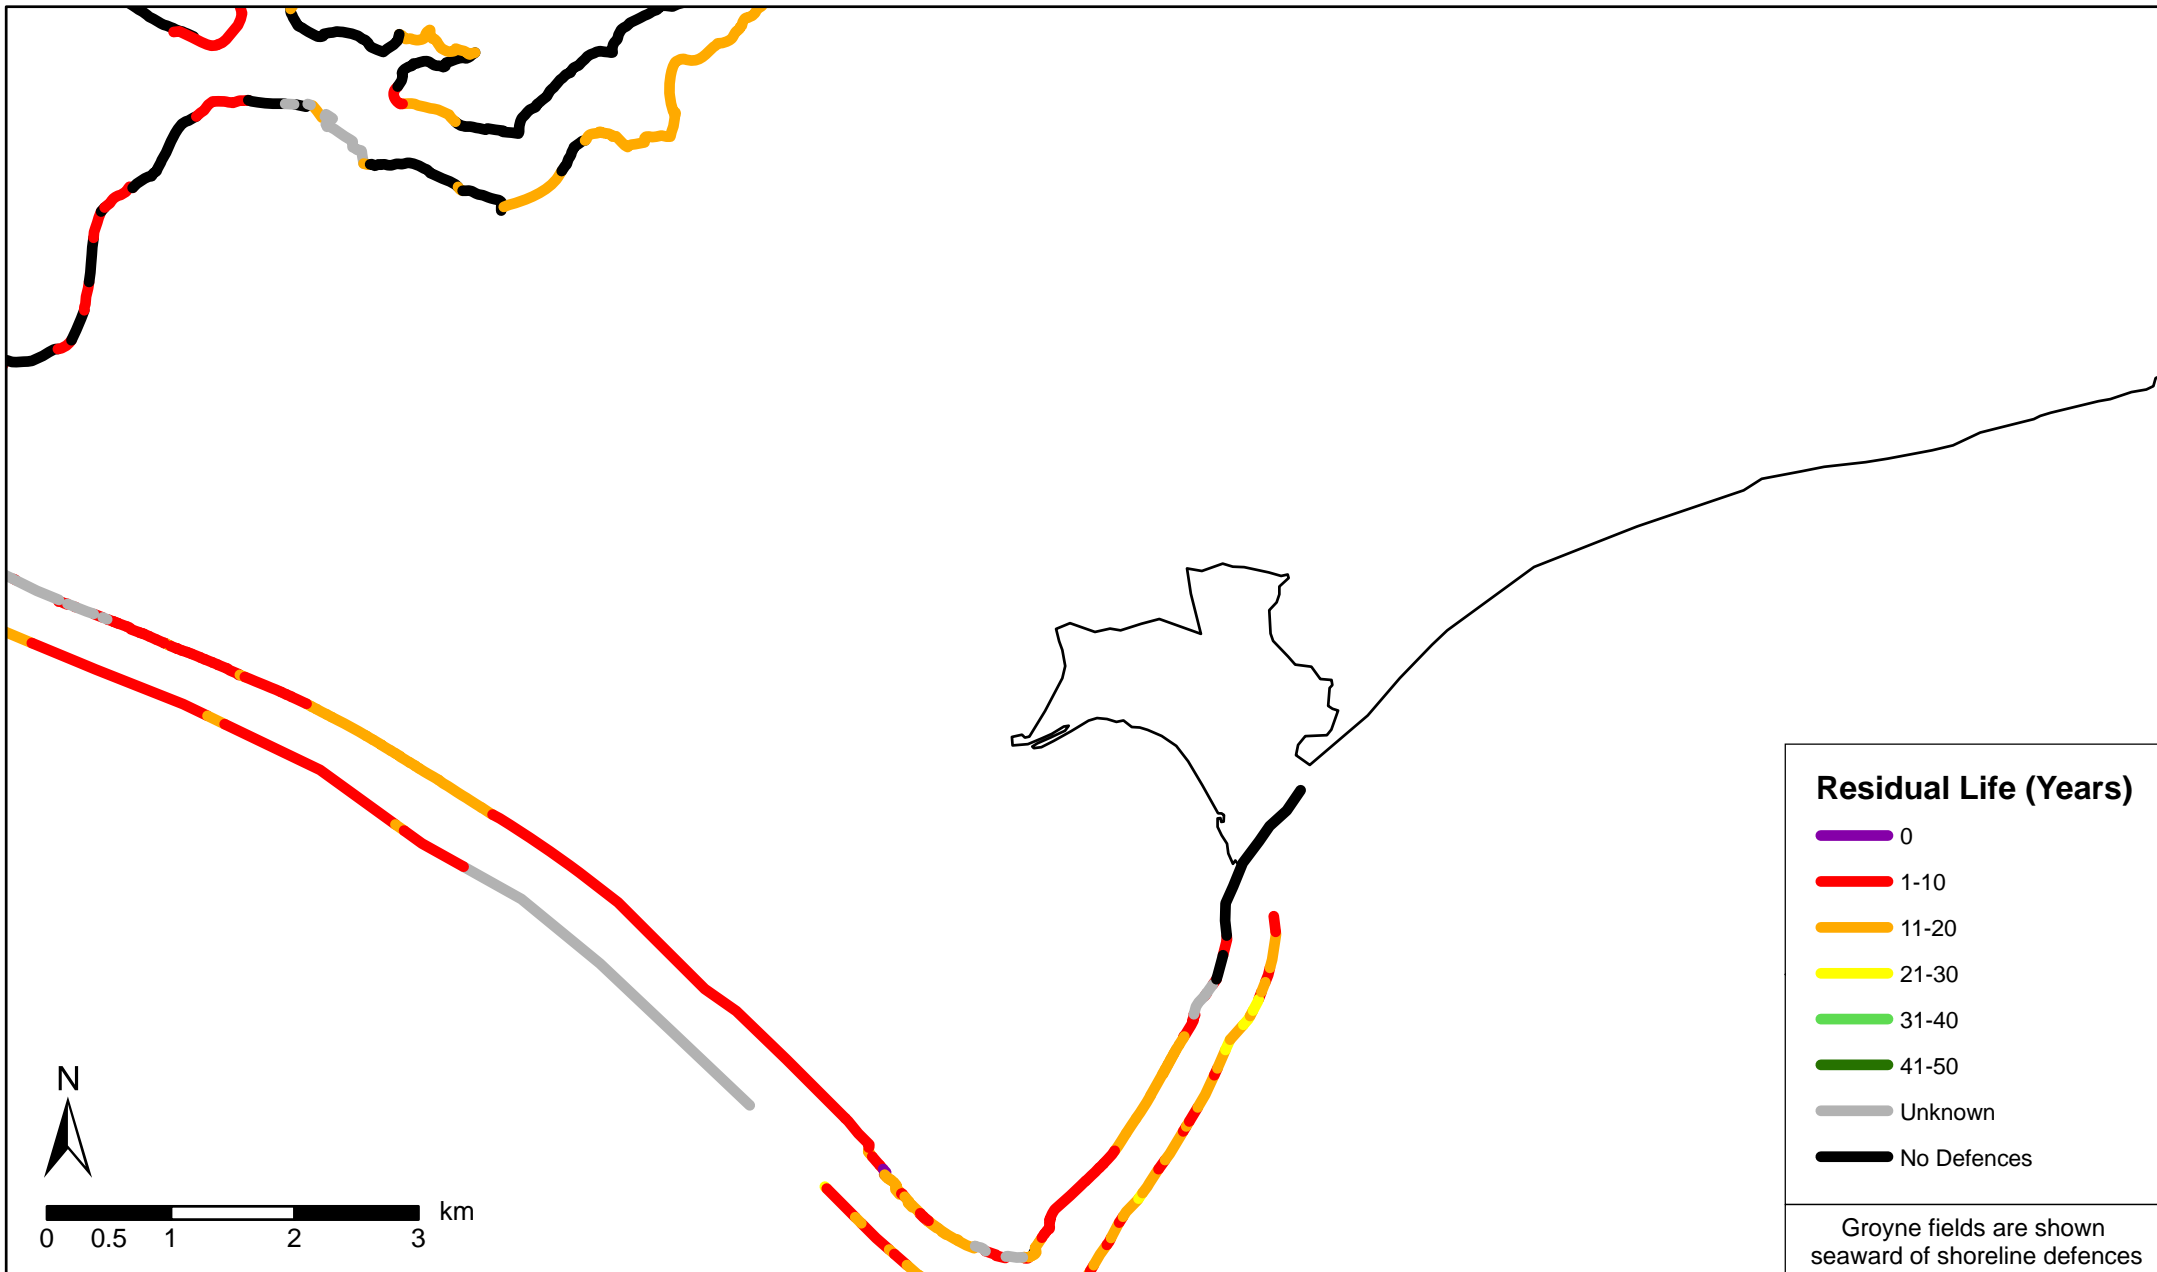 Residual Life (Years)
0
1-10
11-20
21-30
31-40
41-50
Unknown
No Defences
Groyne fields are shown
seaward of shoreline defences
N
km
0 0.5 1 2 3